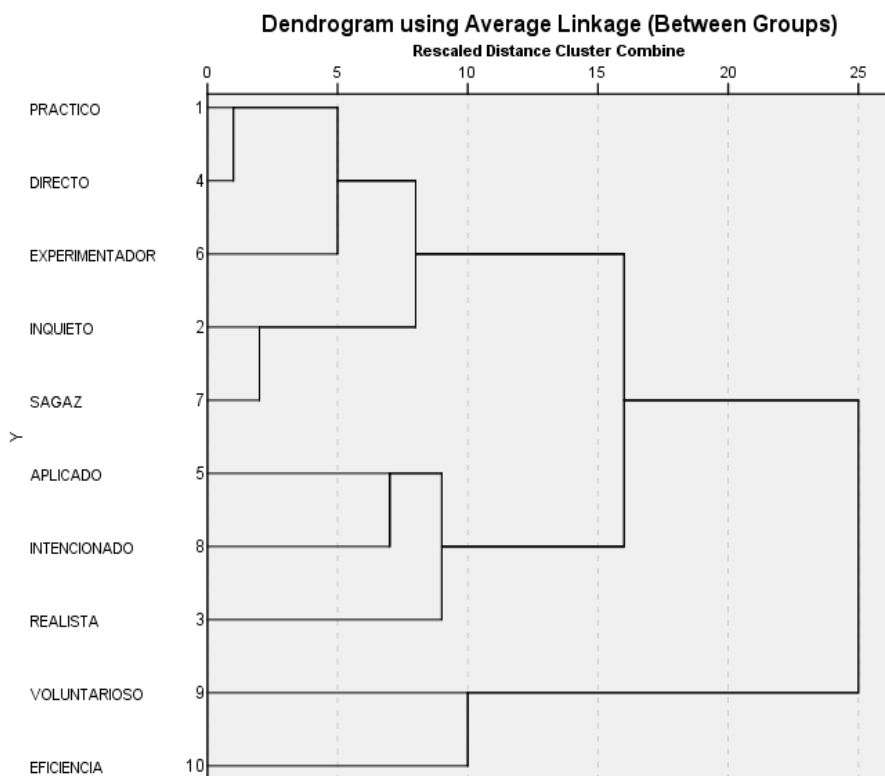 Dendrogram using Average Linkage (Between Groups)
Rescaled Distance Cluster Combine
0 5 10 15 20 25
PRACTICO 1
DIRECTO 4
EXPERIMENTADOR 6
INQUIETO 2
SAGAZ 7
Y
APLICADO 5
INTENCIONADO 8
REALISTA 3
VOLUNTARIOSO 9
EFICIENCIA 10